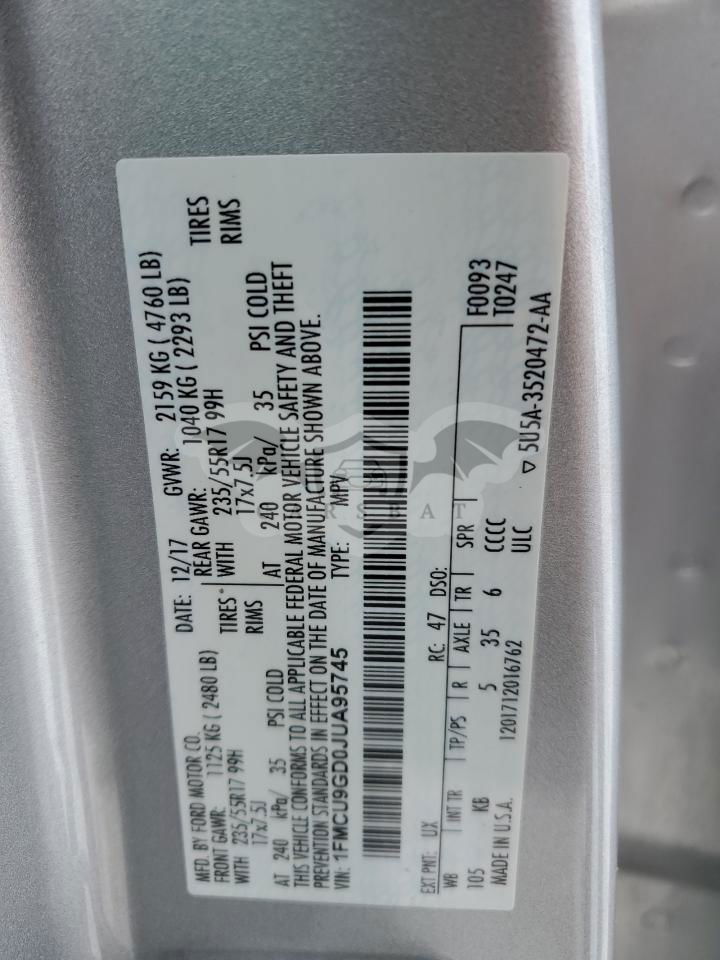 MFD. BY FORD MOTOR CO.
DATE: 12/17 GVWR: 2159 KG ( 4760 LB)
FRONT GAWR: 1125 KG ( 2480 LB) REAR GAWR: 1040 KG ( 2293 LB)
WITH 235/55R17 99H TIRES WITH 235/55R17 99H TIRES
17x7.5J RIMS 17x7.5J RIMS
AT 240 kPa/ 35 PSI COLD AT 240 kPa/ 35 PSI COLD
THIS VEHICLE CONFORMS TO ALL APPLICABLE FEDERAL MOTOR VEHICLE SAFETY AND THEFT
PREVENTION STANDARDS IN EFFECT ON THE DATE OF MANUFACTURE SHOWN ABOVE.
VIN: 1FMCU9GD0JUA95745 TYPE: MPV
EXT PNT: UX RC: 47 DSO:
WB INT TR TP/PS R AXLE TR SPR F0093
105 KB 5 35 6 CCCC T0247
ULC
MADE IN U.S.A. 1201712016762
▽ 5U5A-3520472-AA